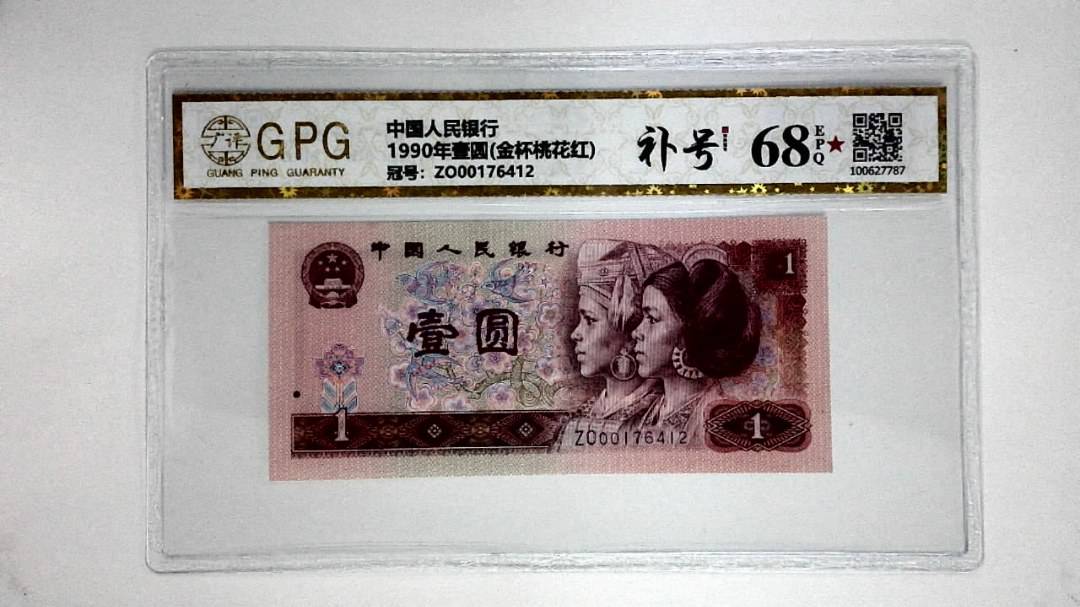 广评
GPG
GUANG PING GUARANTY
中国人民银行
1990年壹圆(金杯桃花红)
冠号：ZO00176412
补号
68
EPQ
★
100627787
中国人民银行
1
壹圆
1
ZO00176412
1